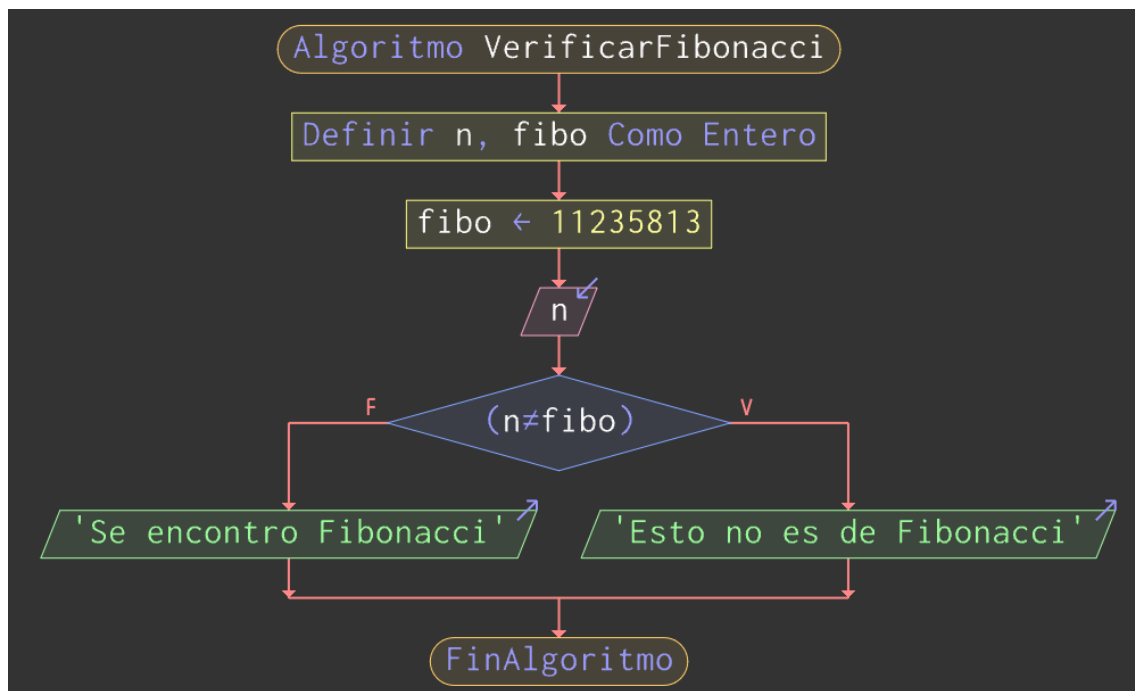 Algoritmo VerificarFibonacci
Definir n, fibo Como Entero
fibo ← 11235813
n
F
(n≠fibo)
V
'Se encontro Fibonacci'
'Esto no es de Fibonacci'
FinAlgoritmo